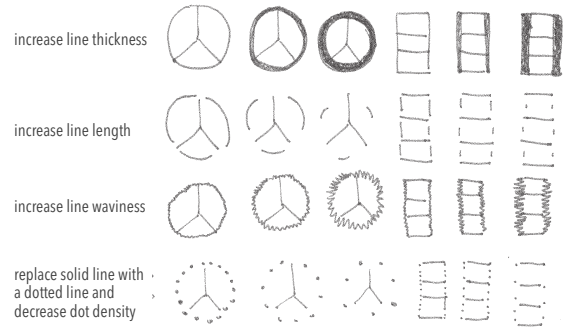 increase line thickness
increase line length
increase line waviness
replace solid line with
a dotted line and
decrease dot density